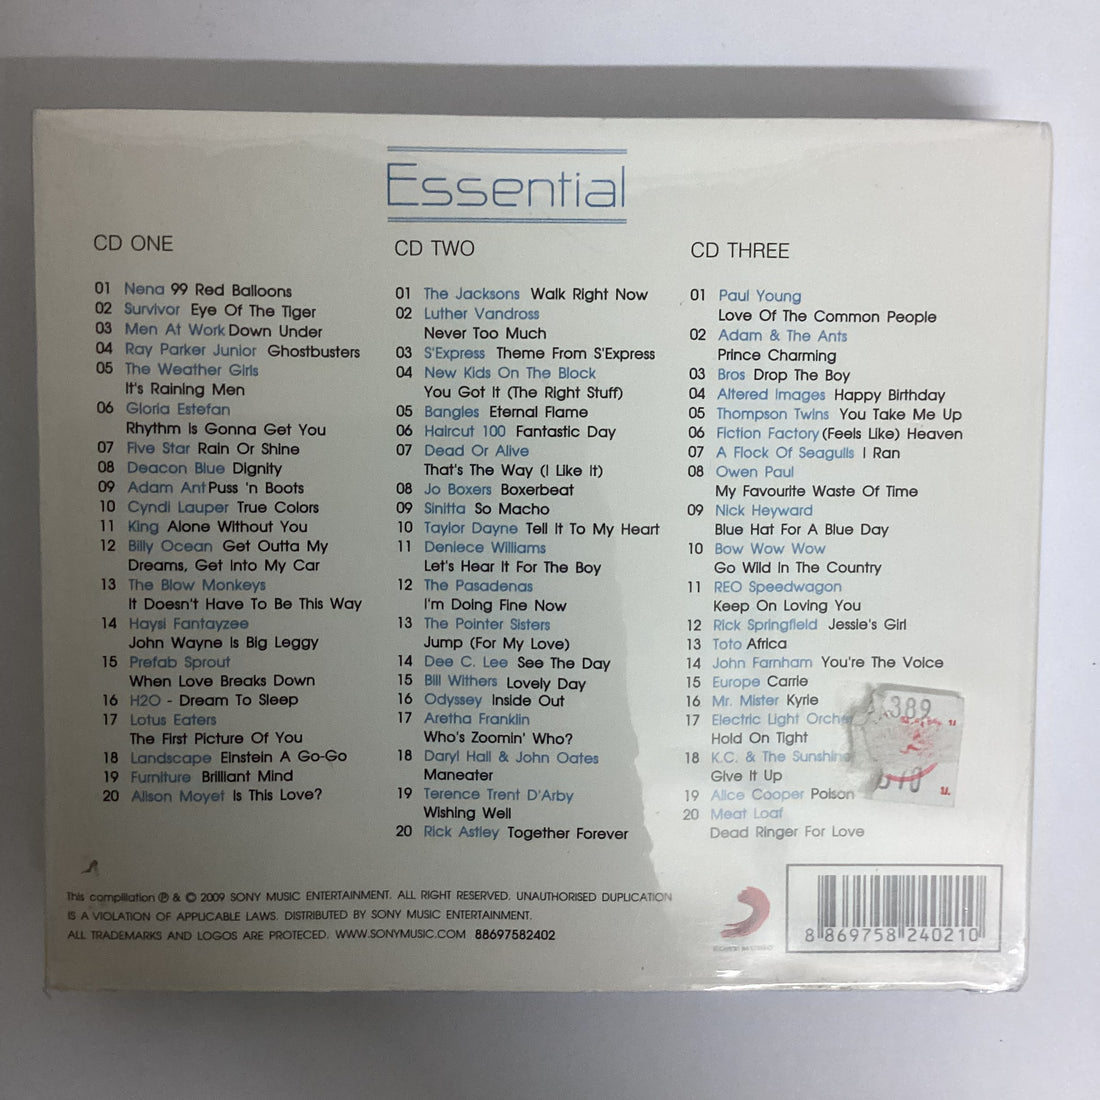 Essential
CD ONE
01 Nena 99 Red Balloons
02 Survivor Eye Of The Tiger
03 Men At Work Down Under
04 Ray Parker Junior Ghostbusters
05 The Weather Girls
It's Raining Men
06 Gloria Estefan
Rhythm Is Gonna Get You
07 Five Star Rain Or Shine
08 Deacon Blue Dignity
09 Adam Ant Puss 'n Boots
10 Cyndi Lauper True Colors
11 King Alone Without You
12 Billy Ocean Get Outta My
Dreams, Get Into My Car
13 The Blow Monkeys
It Doesn't Have To Be This Way
14 Haysi Fantayzee
John Wayne Is Big Leggy
15 Prefab Sprout
When Love Breaks Down
16 H2O - Dream To Sleep
17 Lotus Eaters
The First Picture Of You
18 Landscape Einstein A Go-Go
19 Furniture Brilliant Mind
20 Alison Moyet Is This Love?
CD TWO
01 The Jacksons Walk Right Now
02 Luther Vandross
Never Too Much
03 S'Express Theme From S'Express
04 New Kids On The Block
You Got It (The Right Stuff)
05 Bangles Eternal Flame
06 Haircut 100 Fantastic Day
07 Dead Or Alive
That's The Way (I Like It)
08 Jo Boxers Boxerbeat
09 Sinitta So Macho
10 Taylor Dayne Tell It To My Heart
11 Deniece Williams
Let's Hear It For The Boy
12 The Pasadenas
I'm Doing Fine Now
13 The Pointer Sisters
Jump (For My Love)
14 Dee C. Lee See The Day
15 Bill Withers Lovely Day
16 Odyssey Inside Out
17 Aretha Franklin
Who's Zoomin' Who?
18 Daryl Hall & John Oates
Maneater
19 Terence Trent D'Arby
Wishing Well
20 Rick Astley Together Forever
CD THREE
01 Paul Young
Love Of The Common People
02 Adam & The Ants
Prince Charming
03 Bros Drop The Boy
04 Altered Images Happy Birthday
05 Thompson Twins You Take Me Up
06 Fiction Factory (Feels Like) Heaven
07 A Flock Of Seagulls I Ran
08 Owen Paul
My Favourite Waste Of Time
09 Nick Heyward
Blue Hat For A Blue Day
10 Bow Wow Wow
Go Wild In The Country
11 REO Speedwagon
Keep On Loving You
12 Rick Springfield Jessie's Girl
13 Toto Africa
14 John Farnham You're The Voice
15 Europe Carrie
16 Mr. Mister Kyrie
17 Electric Light Orche
Hold On Tight
18 K.C. & The Sunshine
Give It Up
19 Alice Cooper Poison
20 Meat Loaf
Dead Ringer For Love
389
This compilation ℗ & © 2009 SONY MUSIC ENTERTAINMENT. ALL RIGHT RESERVED. UNAUTHORISED DUPLICATION
IS A VIOLATION OF APPLICABLE LAWS. DISTRIBUTED BY SONY MUSIC ENTERTAINMENT.
ALL TRADEMARKS AND LOGOS ARE PROTECED. WWW.SONYMUSIC.COM 88697582402
SONY MUSIC
8 869758 240210